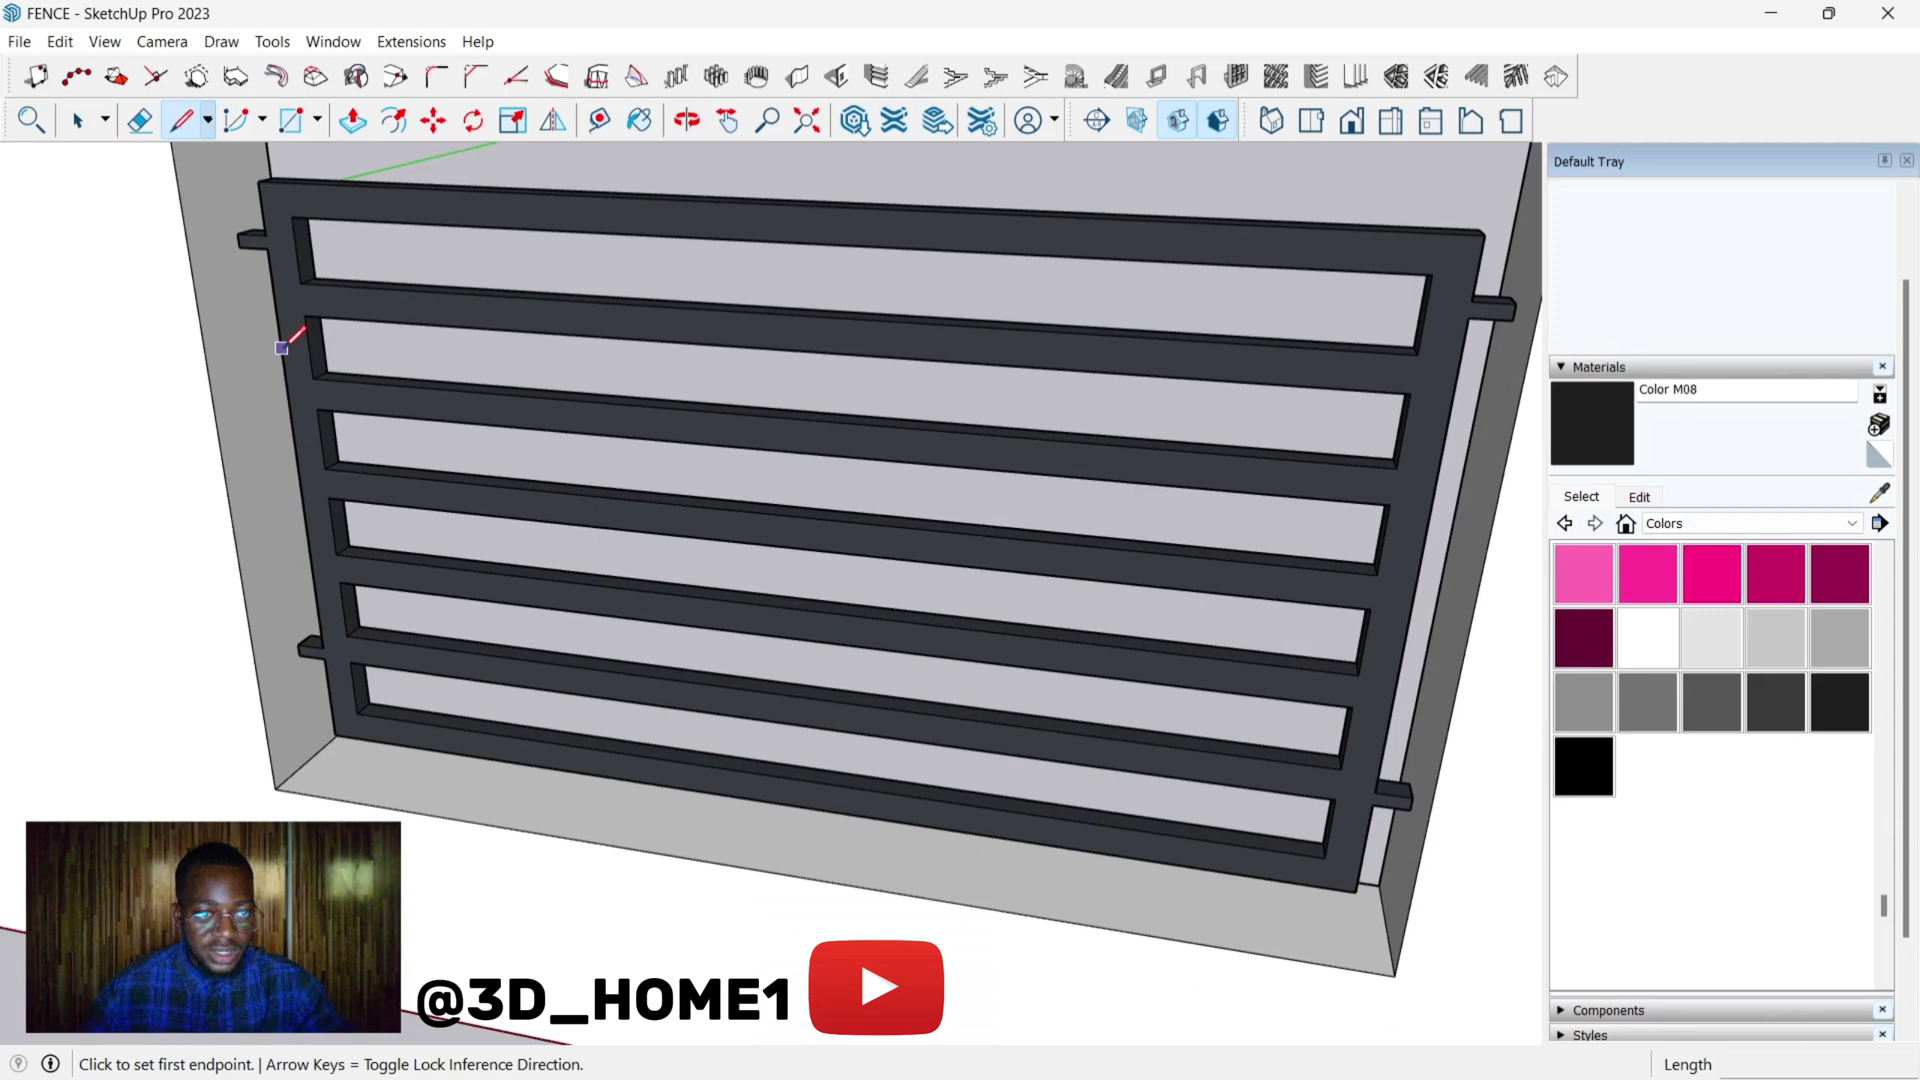 FENCE - SketchUp Pro 2023
File Edit View Camera Draw Tools Window Extensions Help
Default Tray
Materials
Color M08
Select Edit
Colors
@3D_HOME1
Components
Styles
Click to set first endpoint. | Arrow Keys = Toggle Lock Inference Direction.
Length